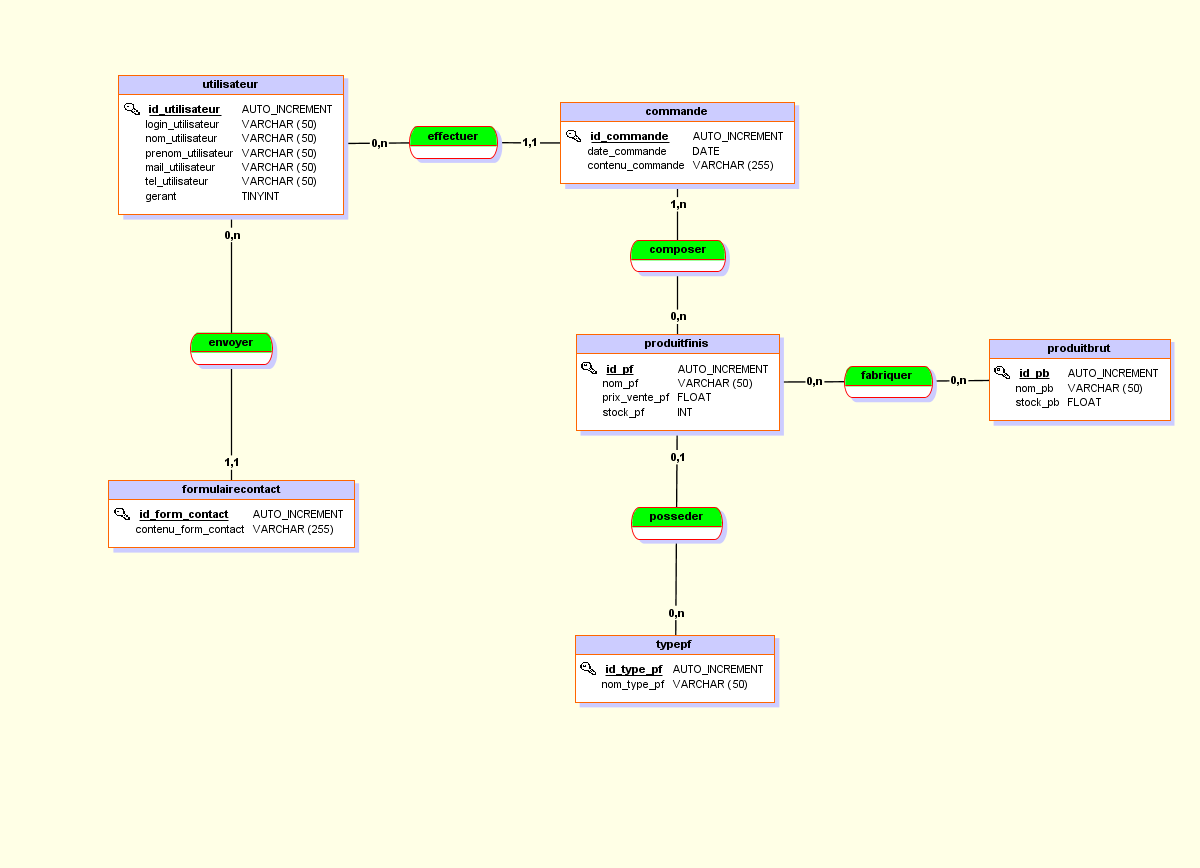 utilisateur
id_utilisateur AUTO_INCREMENT
login_utilisateur VARCHAR (50)
nom_utilisateur VARCHAR (50)
prenom_utilisateur VARCHAR (50)
mail_utilisateur VARCHAR (50)
tel_utilisateur VARCHAR (50)
gerant TINYINT
0,n
effectuer
1,1
commande
id_commande AUTO_INCREMENT
date_commande DATE
contenu_commande VARCHAR (255)
1,n
composer
0,n
0,n
envoyer
1,1
produitfinis
id_pf AUTO_INCREMENT
nom_pf VARCHAR (50)
prix_vente_pf FLOAT
stock_pf INT
0,n
fabriquer
0,n
produitbrut
id_pb AUTO_INCREMENT
nom_pb VARCHAR (50)
stock_pb FLOAT
formulairecontact
id_form_contact AUTO_INCREMENT
contenu_form_contact VARCHAR (255)
0,1
posseder
0,n
typepf
id_type_pf AUTO_INCREMENT
nom_type_pf VARCHAR (50)